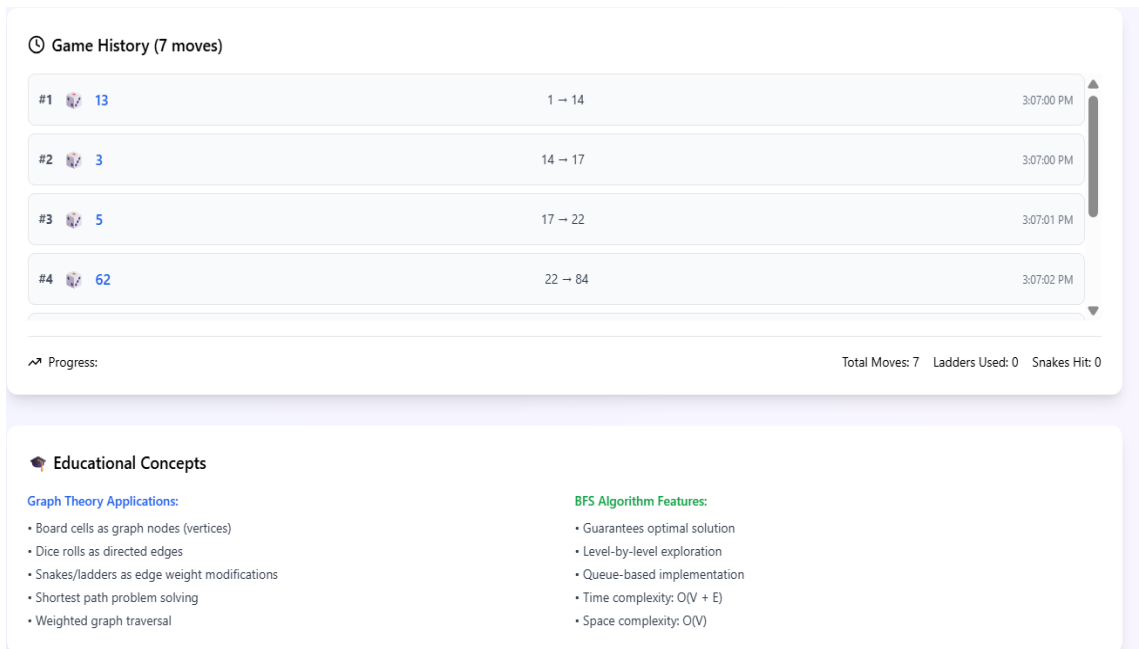 Game History (7 moves)
#1 13 1 → 14 3:07:00 PM
#2 3 14 → 17 3:07:00 PM
#3 5 17 → 22 3:07:01 PM
#4 62 22 → 84 3:07:02 PM
Progress: Total Moves: 7 Ladders Used: 0 Snakes Hit: 0
Educational Concepts
Graph Theory Applications:
• Board cells as graph nodes (vertices)
• Dice rolls as directed edges
• Snakes/ladders as edge weight modifications
• Shortest path problem solving
• Weighted graph traversal
BFS Algorithm Features:
• Guarantees optimal solution
• Level-by-level exploration
• Queue-based implementation
• Time complexity: O(V + E)
• Space complexity: O(V)